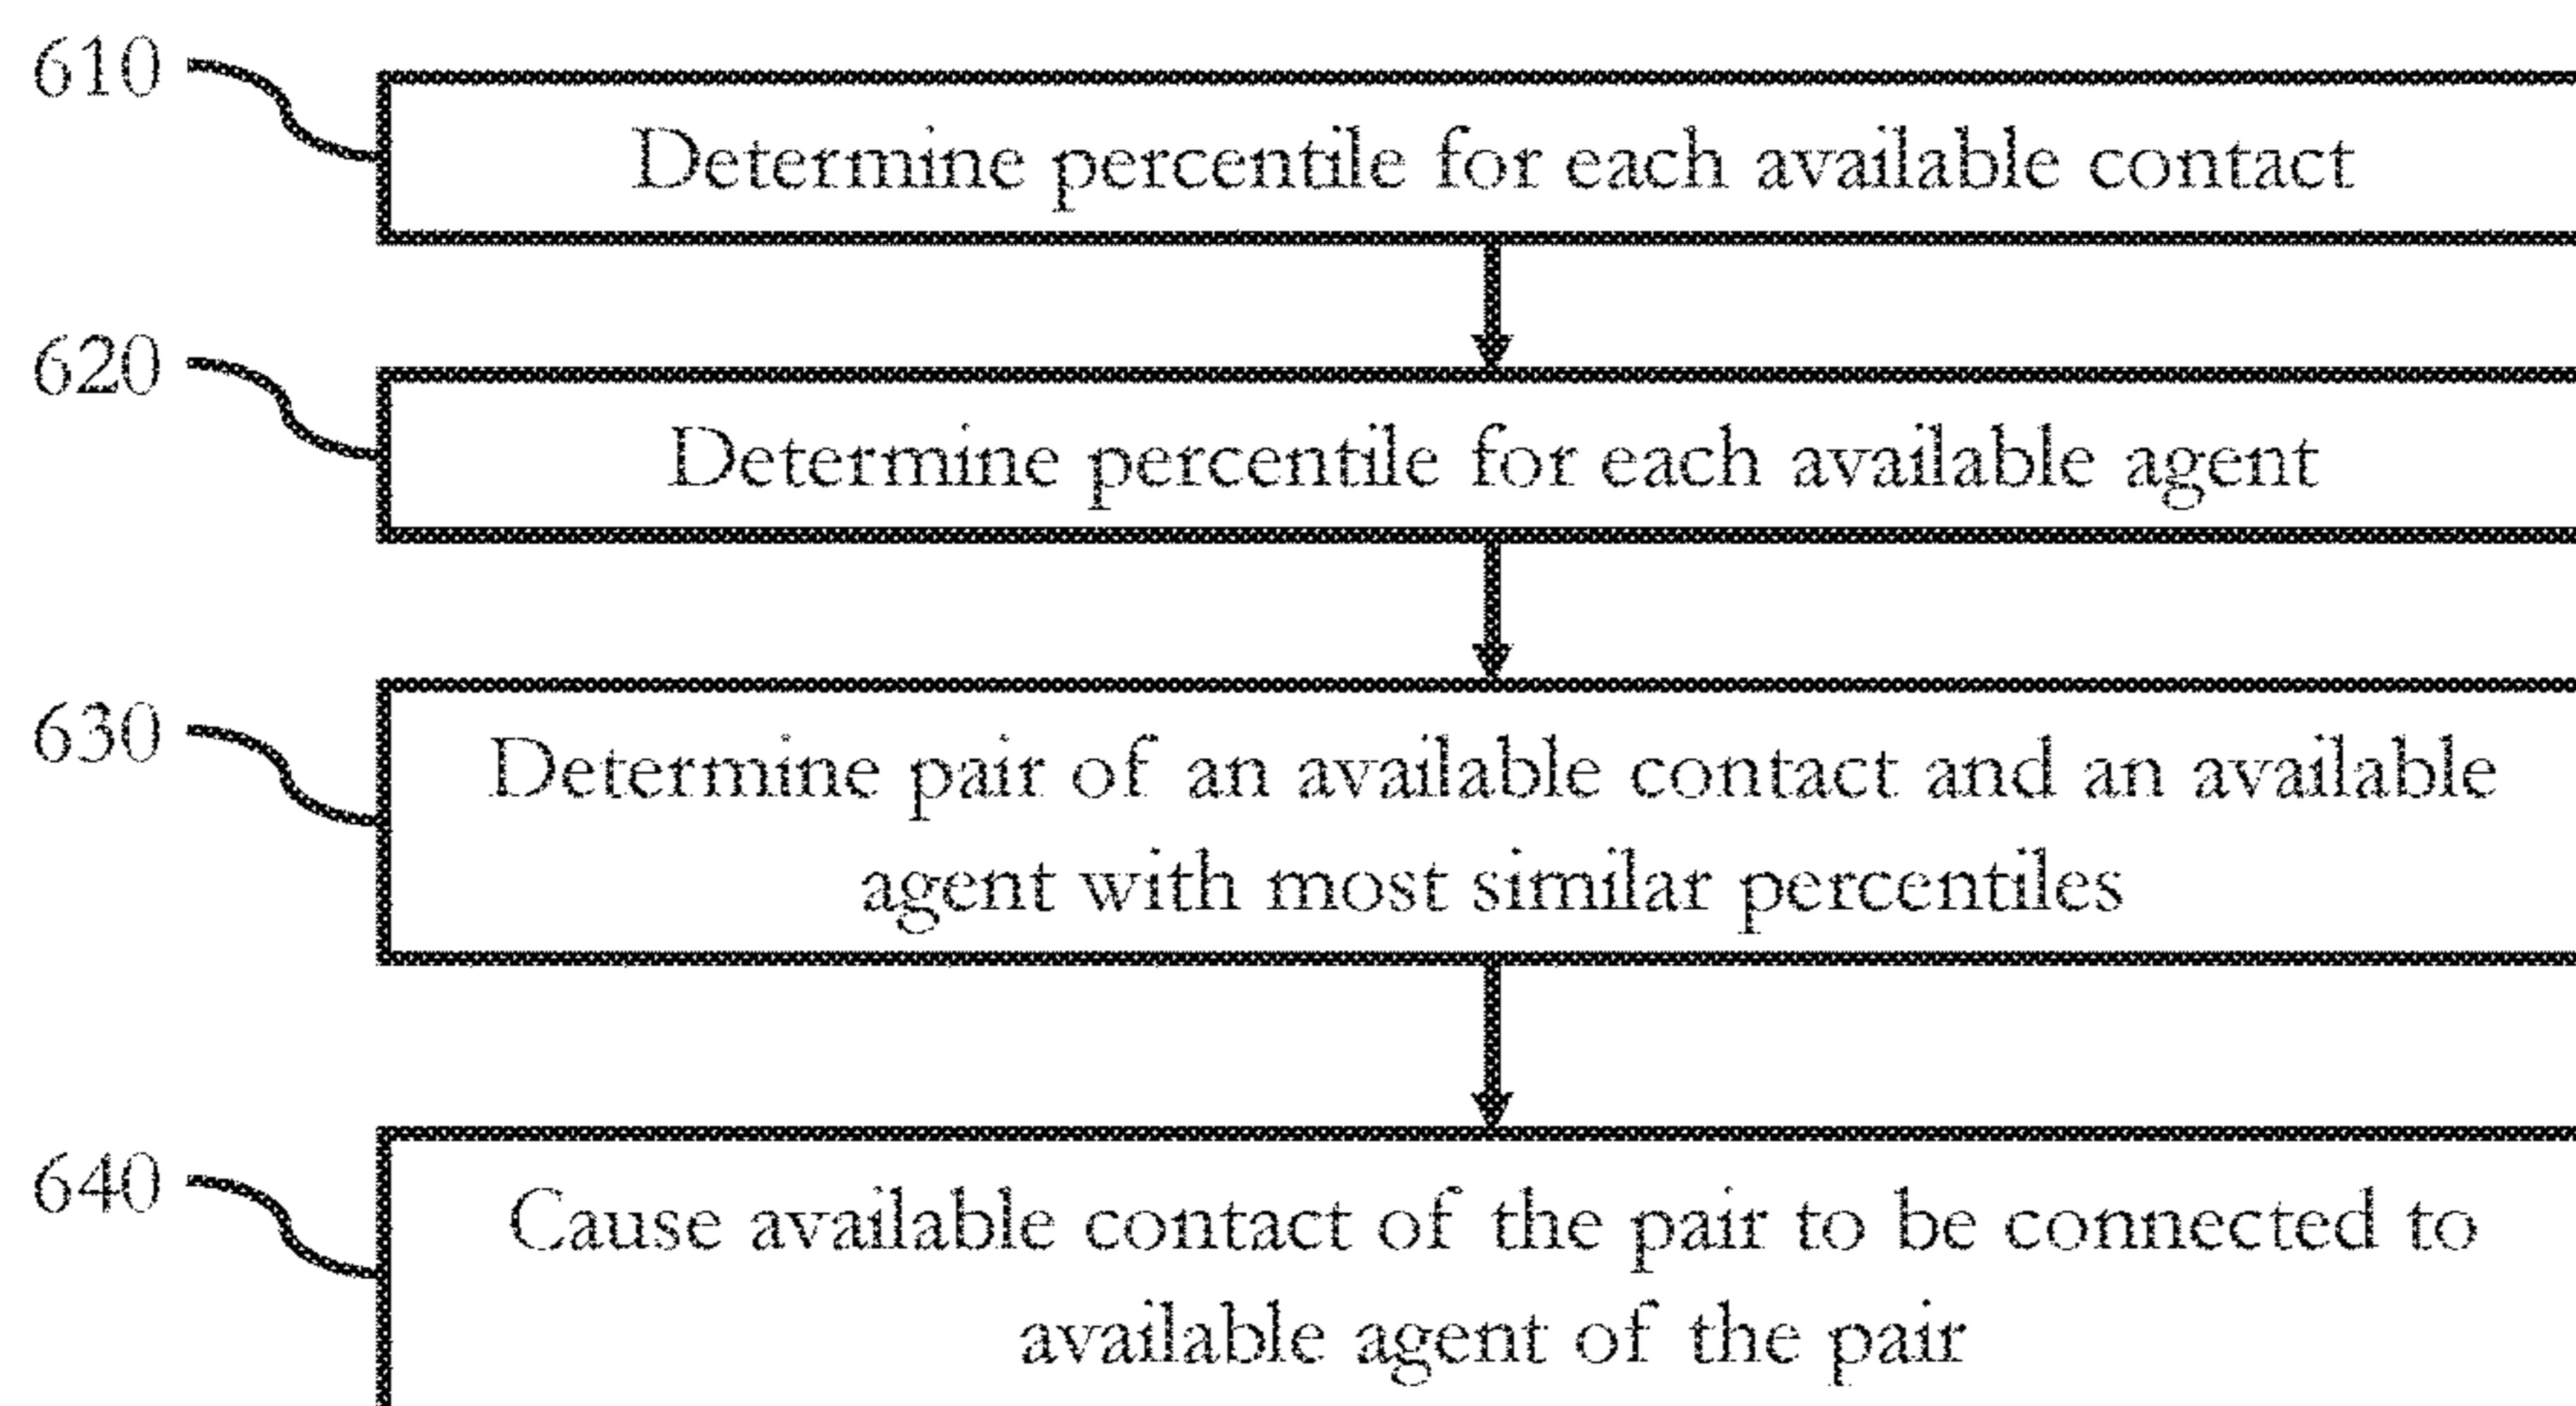 610
Determine percentile for each available contact
620
Determine percentile for each available agent
630
Determine pair of an available contact and an available
agent with most similar percentiles
640
Cause available contact of the pair to be connected to
available agent of the pair